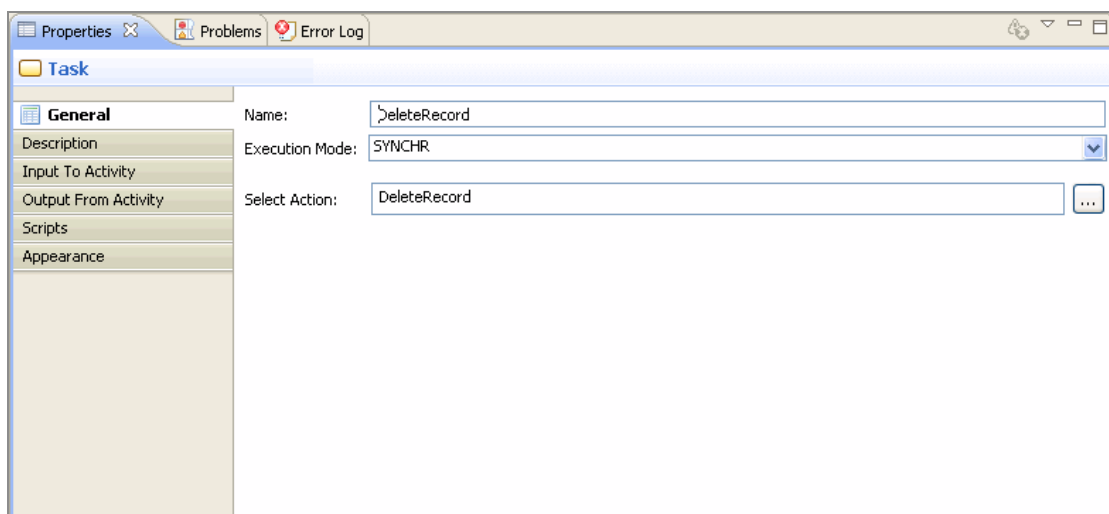 Properties Problems Error Log
Task
General
Name: DeleteRecord
Description
Execution Mode: SYNCHR
Input To Activity
Output From Activity
Select Action: DeleteRecord ...
Scripts
Appearance